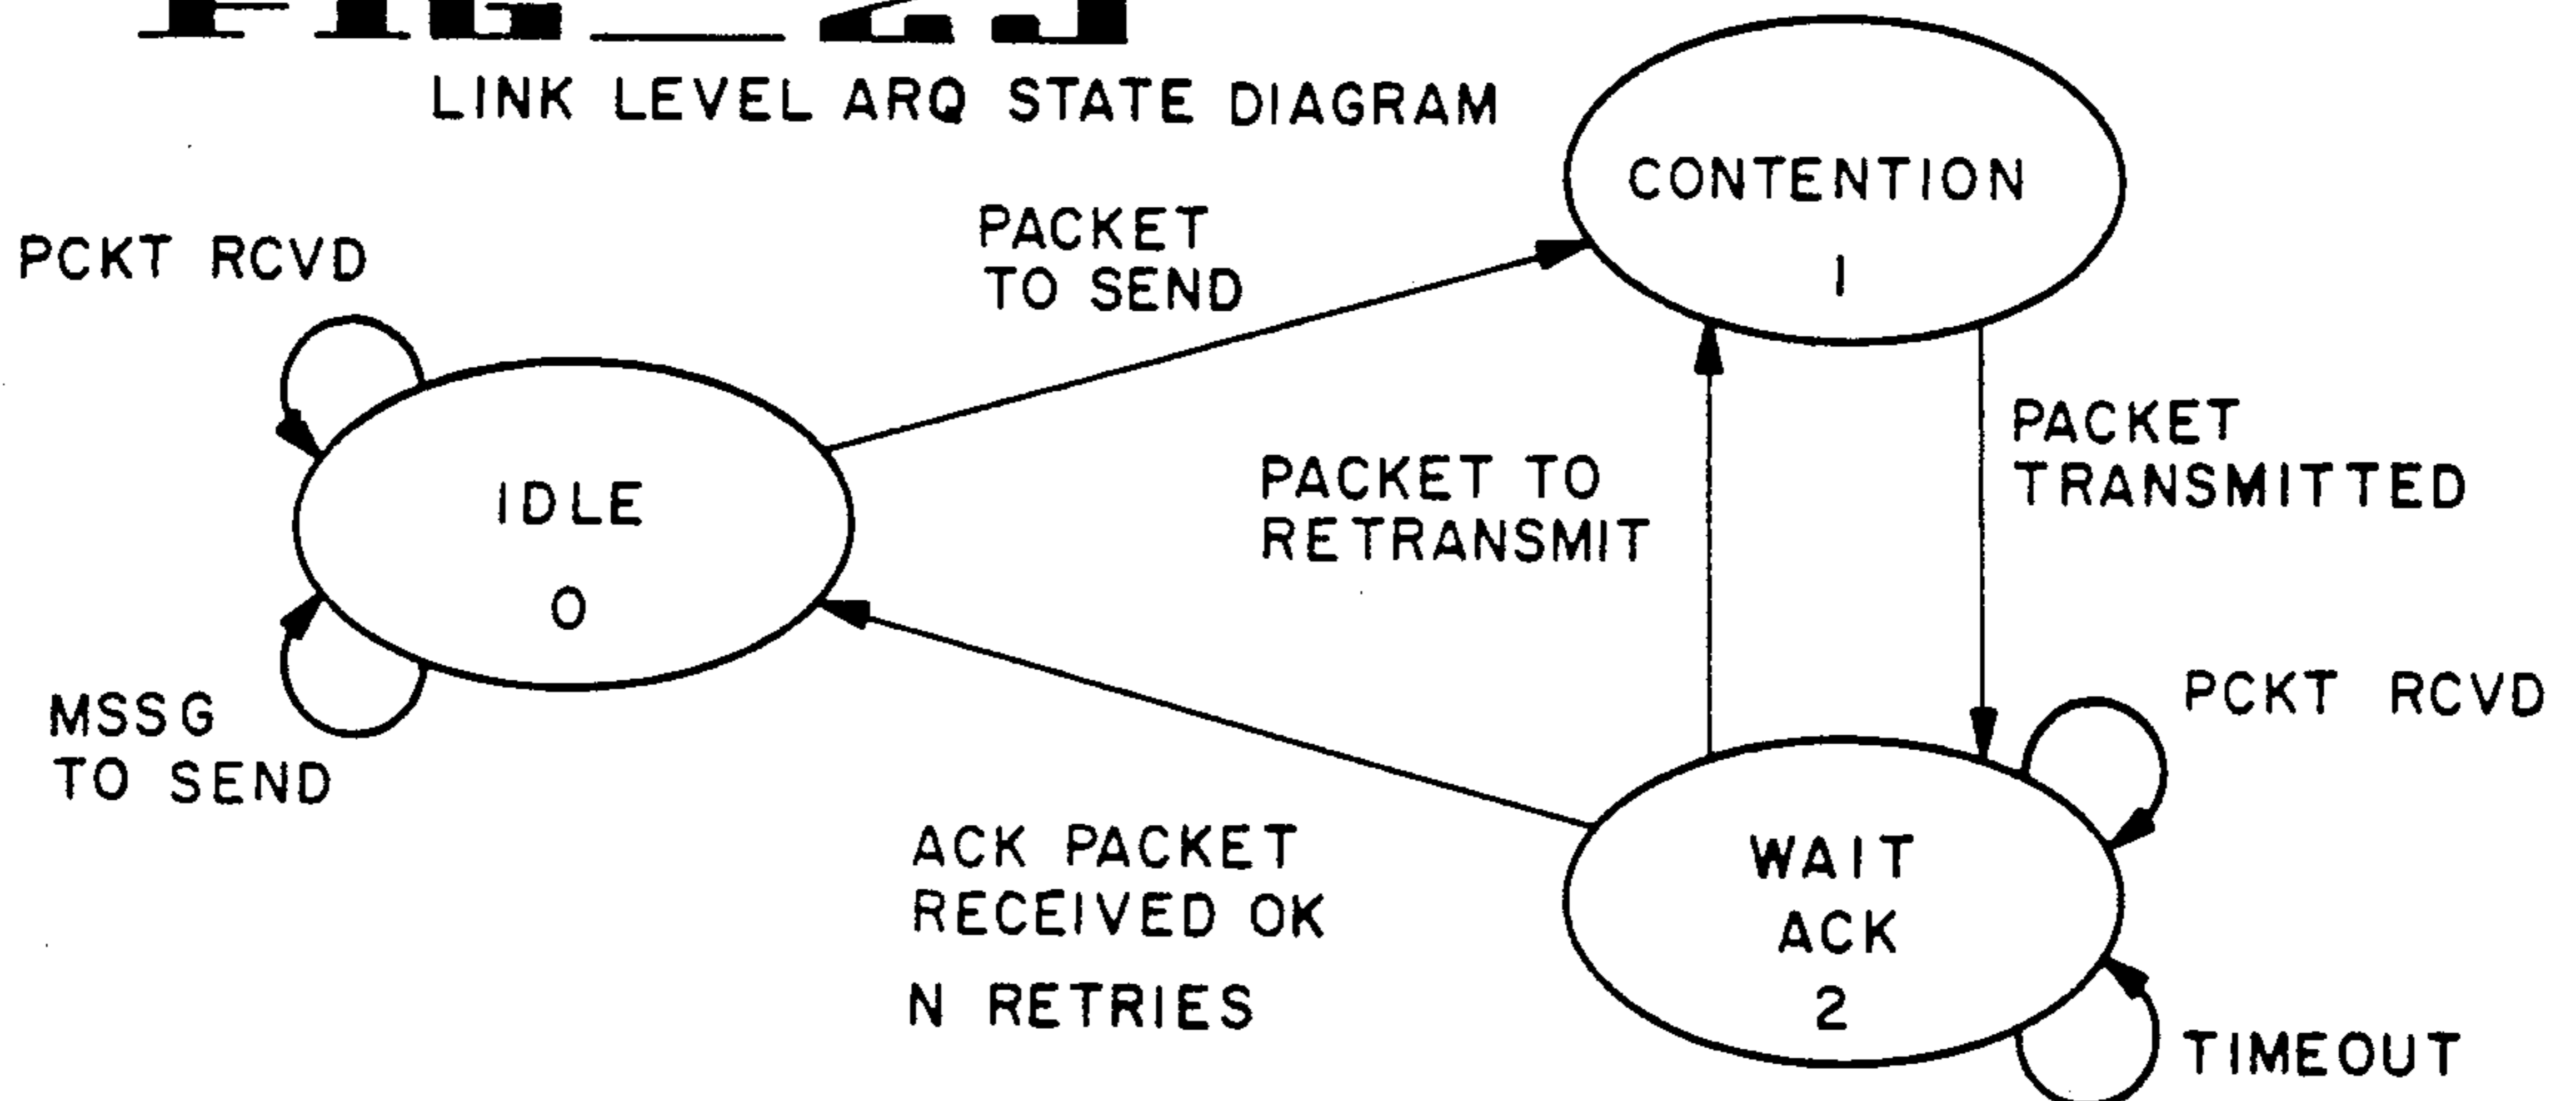 FIG_23
LINK LEVEL ARQ STATE DIAGRAM
CONTENTION
1
PACKET
TO SEND
PCKT RCVD
PACKET
TRANSMITTED
PACKET TO
RETRANSMIT
IDLE
0
MSSG
TO SEND
PCKT RCVD
ACK PACKET
RECEIVED OK
N RETRIES
WAIT
ACK
2
TIMEOUT